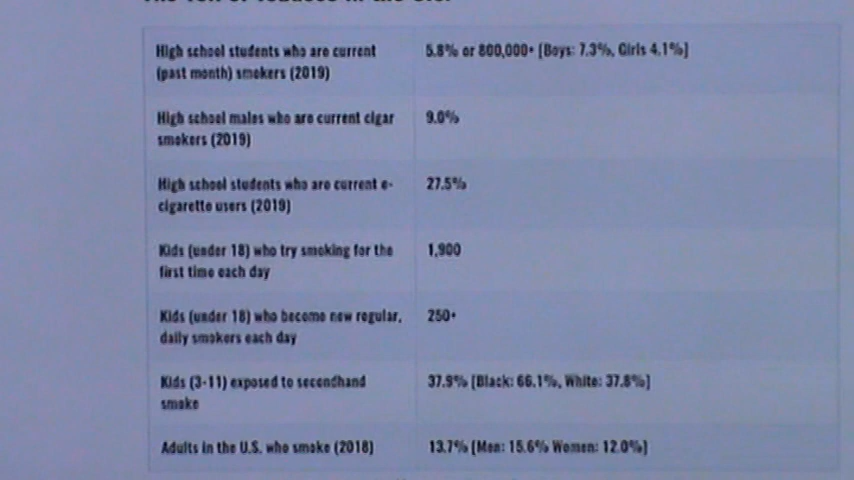 High school students who are current
(past month) smokers (2019)
5.8% or 800,000+ [Boys: 7.3%, Girls 4.1%]
High school males who are current cigar
smokers (2019)
9.0%
High school students who are current e-
cigarette users (2019)
27.5%
Kids (under 18) who try smoking for the
first time each day
1,900
Kids (under 18) who become new regular,
daily smokers each day
250+
Kids (3-11) exposed to secondhand
smoke
37.9% [Black: 66.1%, White: 37.8%]
Adults in the U.S. who smoke (2018)
13.7% [Men: 15.6% Women: 12.0%]